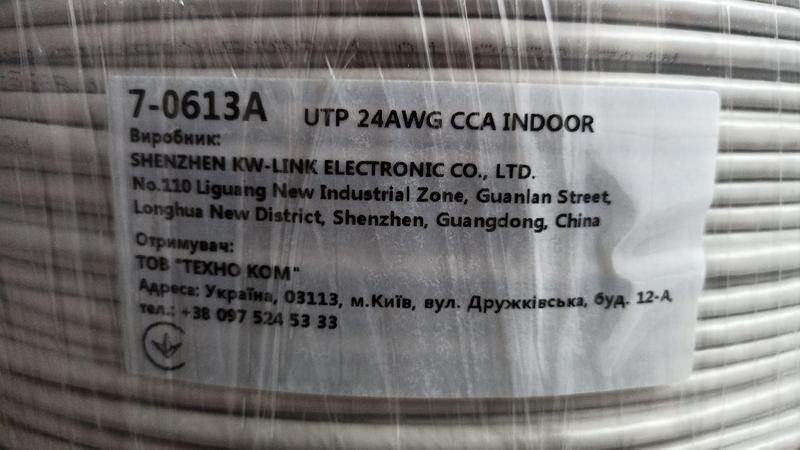 7-0613A UTP 24AWG CCA INDOOR
Виробник:
SHENZHEN KW-LINK ELECTRONIC CO., LTD.
No.110 Liguang New Industrial Zone, Guanlan Street,
Longhua New District, Shenzhen, Guangdong, China
Отримувач:
ТОВ "ТЕХНО КОМ"
Адреса: Україна, 03113, м.Київ, вул. Дружківська, буд. 12-А,
тел.: +38 097 524 53 33